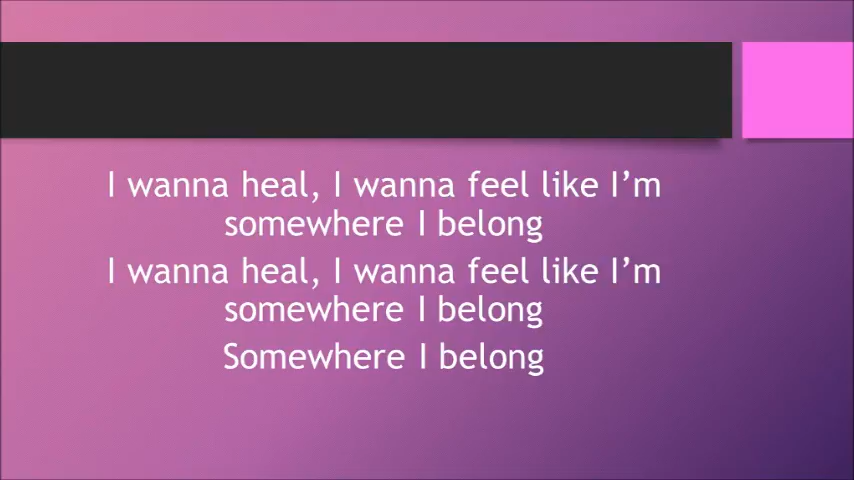 I wanna heal, I wanna feel like I’m
somewhere I belong
I wanna heal, I wanna feel like I’m
somewhere I belong
Somewhere I belong